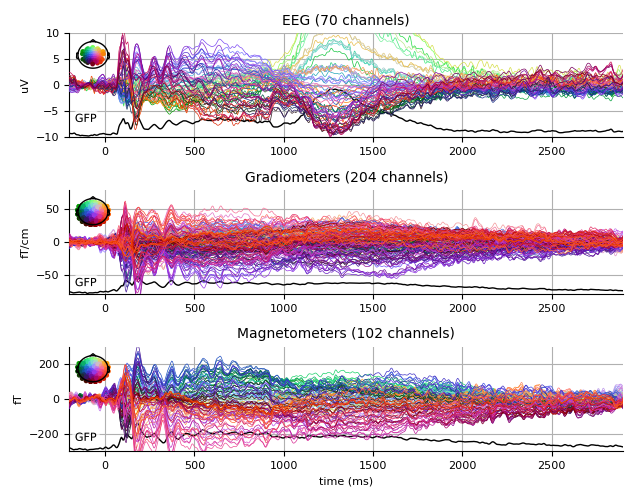 EEG (70 channels)
10
5
0
−5
−10
uV
GFP
0 500 1000 1500 2000 2500
Gradiometers (204 channels)
50
0
−50
fT/cm
GFP
0 500 1000 1500 2000 2500
Magnetometers (102 channels)
200
0
−200
fT
GFP
0 500 1000 1500 2000 2500
time (ms)